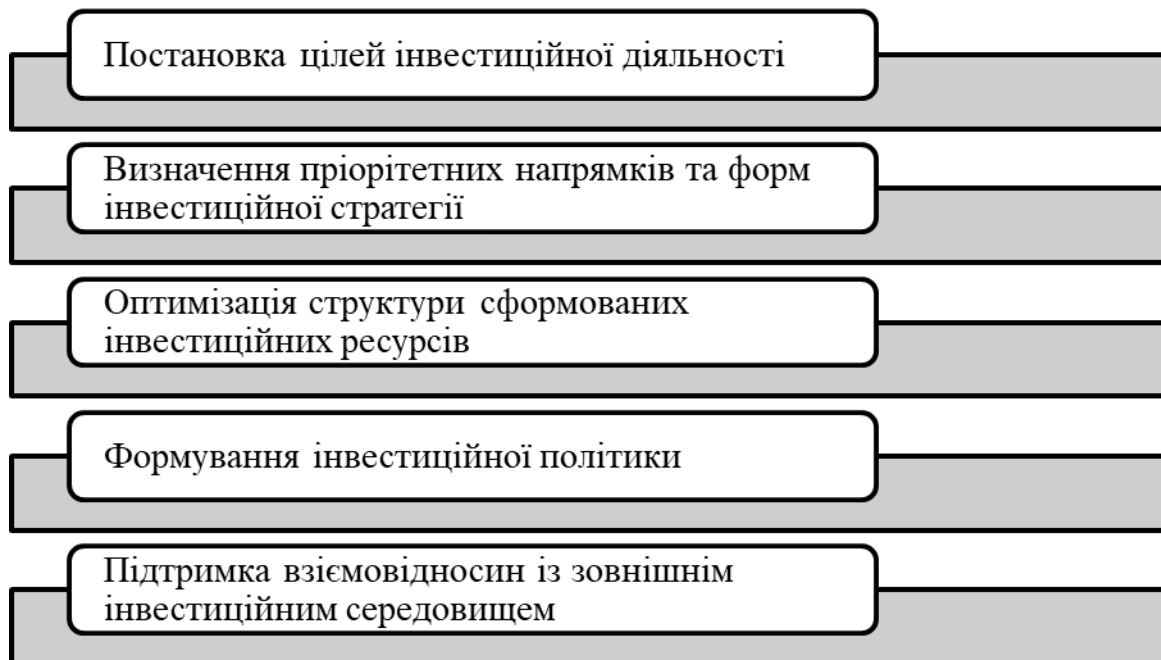 Постановка цілей інвестиційної діяльності
Визначення пріорітетних напрямків та форм
інвестиційної стратегії
Оптимізація структури сформованих
інвестиційних ресурсів
Формування інвестиційної політики
Підтримка взіємовідносин із зовнішнім
інвестиційним середовищем